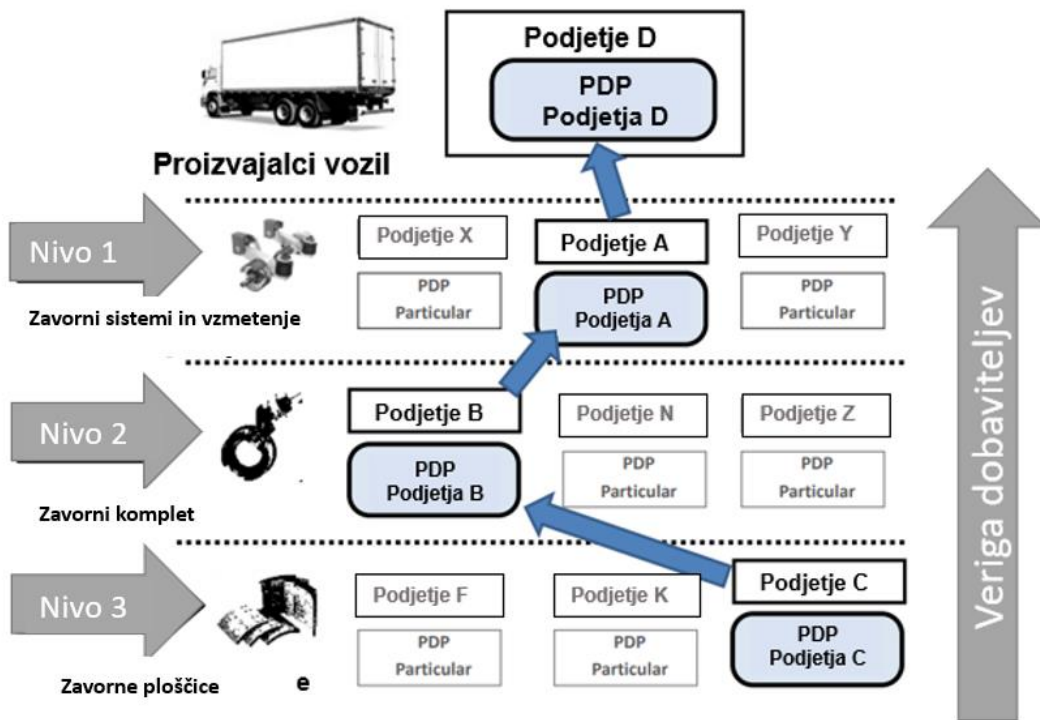 Podjetje D
PDP
Podjetja D
Proizvajalci vozil
Nivo 1
Zavorni sistemi in vzmetenje
Podjetje X
PDP
Particular
Podjetje A
PDP
Podjetja A
Podjetje Y
PDP
Particular
Nivo 2
Zavorni komplet
Podjetje B
PDP
Podjetja B
Podjetje N
PDP
Particular
Podjetje Z
PDP
Particular
Nivo 3
Zavorne ploščice
e
Podjetje F
PDP
Particular
Podjetje K
PDP
Particular
Podjetje C
PDP
Podjetja C
Veriga dobaviteljev